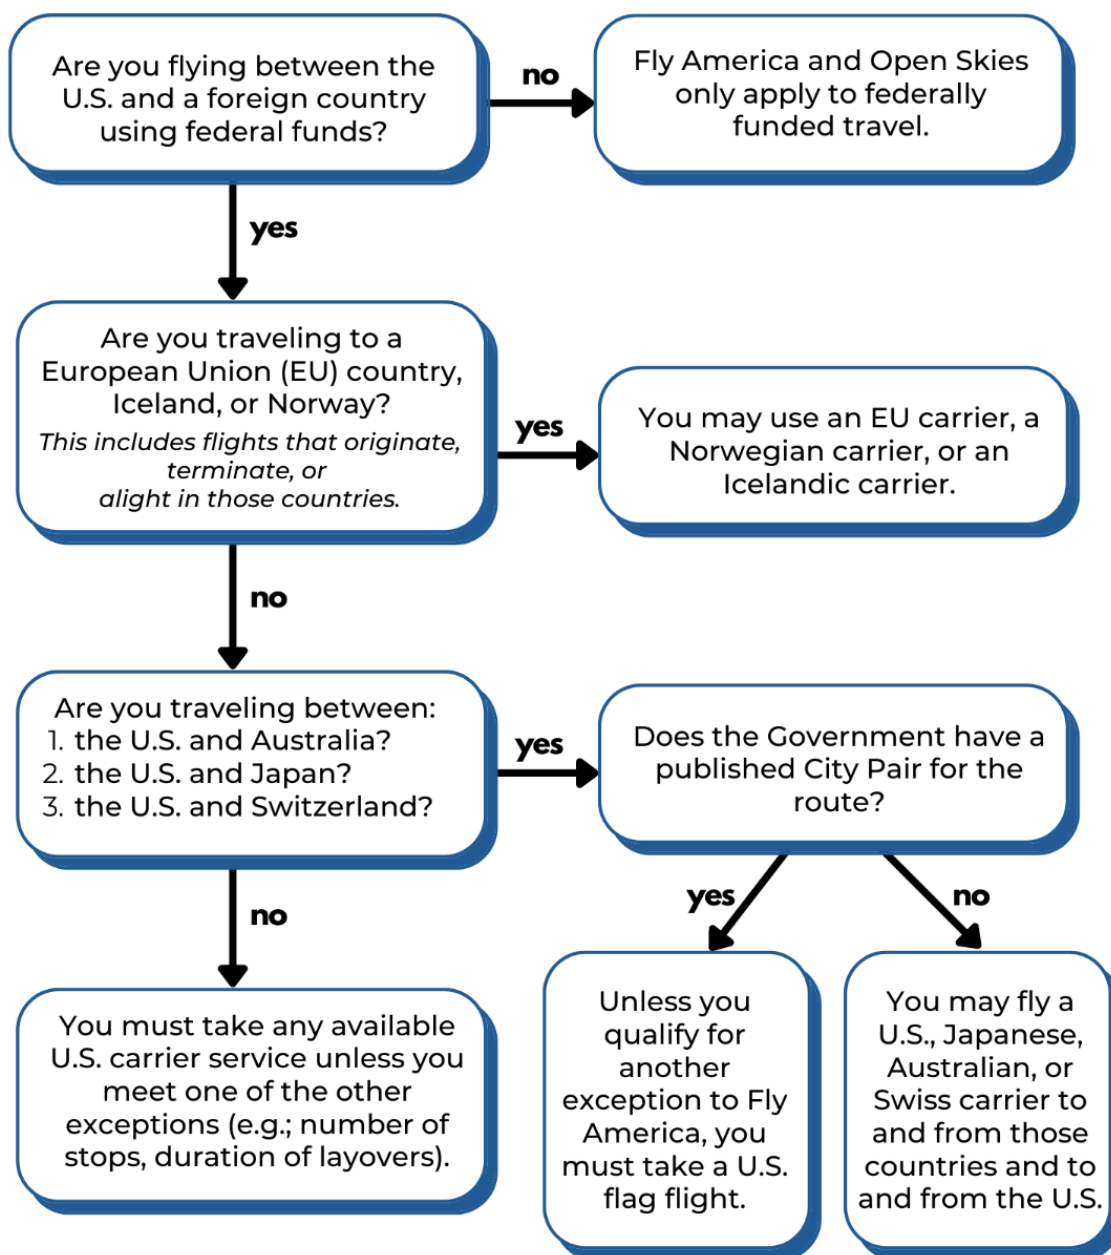 Are you flying between the
U.S. and a foreign country
using federal funds?
no
Fly America and Open Skies
only apply to federally
funded travel.
yes
Are you traveling to a
European Union (EU) country,
Iceland, or Norway?
This includes flights that originate,
terminate, or
alight in those countries.
yes
You may use an EU carrier, a
Norwegian carrier, or an
Icelandic carrier.
no
Are you traveling between:
1. the U.S. and Australia?
2. the U.S. and Japan?
3. the U.S. and Switzerland?
yes
Does the Government have a
published City Pair for the
route?
no
You must take any available
U.S. carrier service unless you
meet one of the other
exceptions (e.g.; number of
stops, duration of layovers).
yes
Unless you
qualify for
another
exception to Fly
America, you
must take a U.S.
flag flight.
no
You may fly a
U.S., Japanese,
Australian, or
Swiss carrier to
and from those
countries and to
and from the U.S.